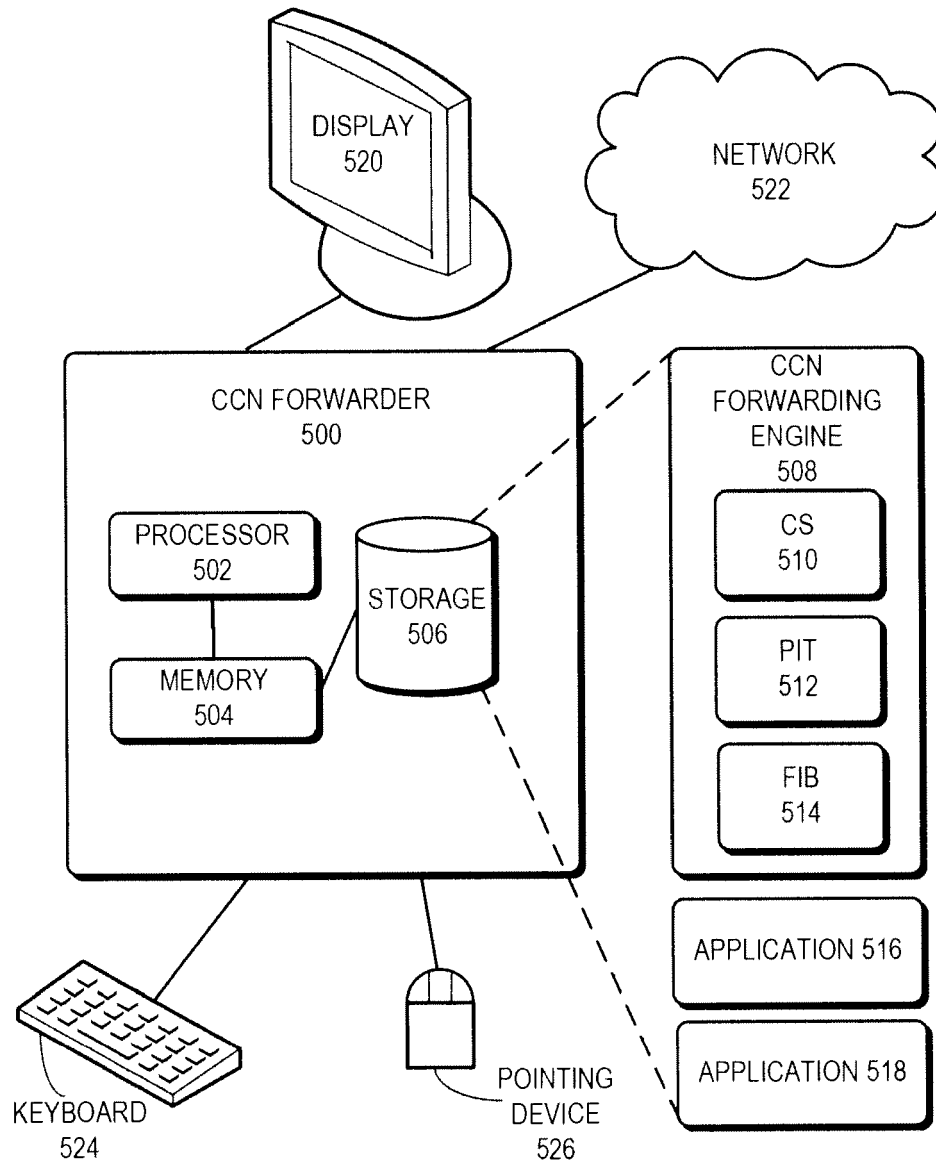 DISPLAY
520
NETWORK
522
CCN FORWARDER
500
PROCESSOR
502
MEMORY
504
STORAGE
506
CCN
FORWARDING
ENGINE
508
CS
510
PIT
512
FIB
514
APPLICATION 516
APPLICATION 518
KEYBOARD
524
POINTING
DEVICE
526